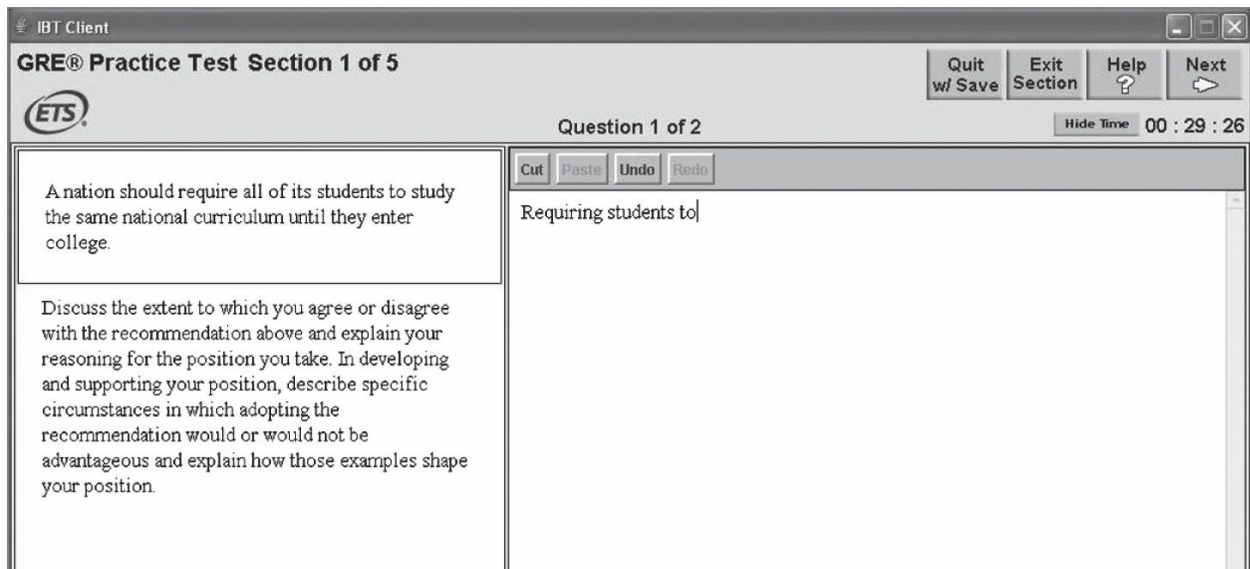 IBT Client
GRE® Practice Test Section 1 of 5
Quit w/ Save
Exit Section
Help ?
Next
ETS®
Question 1 of 2
Hide Time 00 : 29 : 26
A nation should require all of its students to study
the same national curriculum until they enter
college.
Discuss the extent to which you agree or disagree
with the recommendation above and explain your
reasoning for the position you take. In developing
and supporting your position, describe specific
circumstances in which adopting the
recommendation would or would not be
advantageous and explain how those examples shape
your position.
Cut Paste Undo Redo
Requiring students to